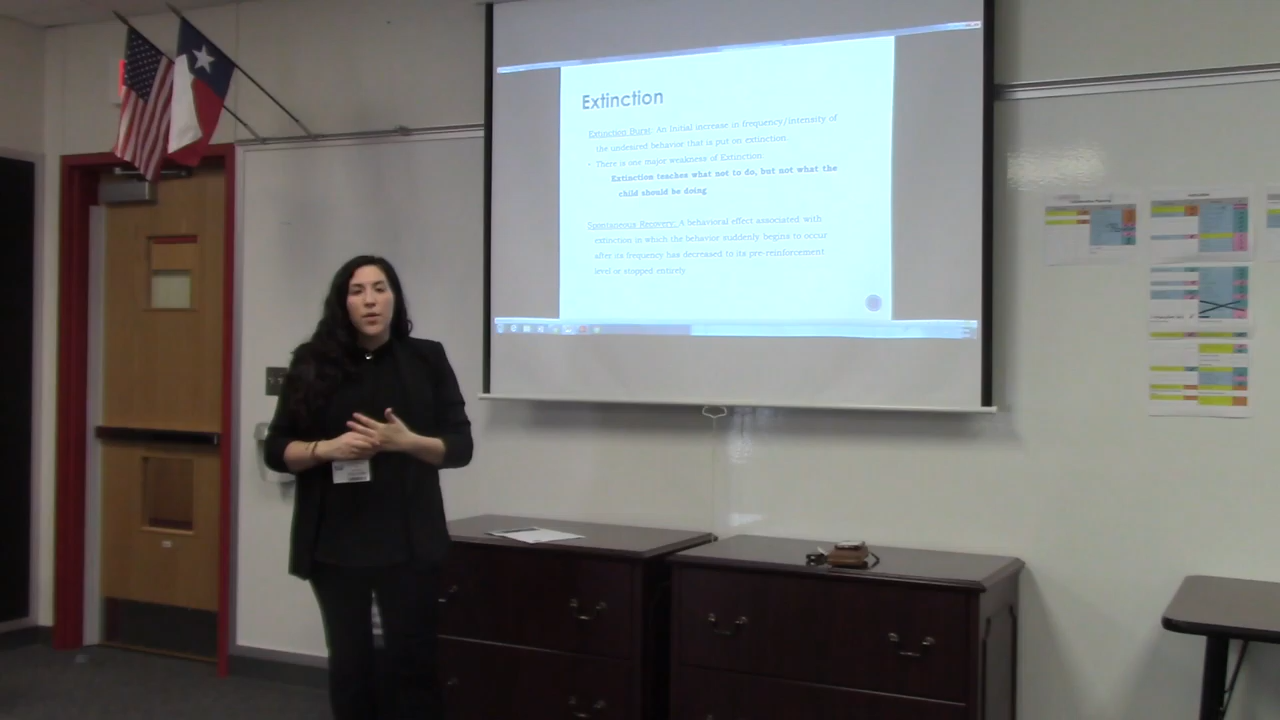 Extinction
Extinction Burst: An Initial increase in frequency/intensity of
the undesired behavior that is put on extinction.
• There is one major weakness of Extinction.
Extinction teaches what not to do, but not what the
child should be doing
Spontaneous Recovery: A behavioral effect associated with
extinction in which the behavior suddenly begins to occur
after its frequency has decreased to its pre-reinforcement
level or stopped entirely.